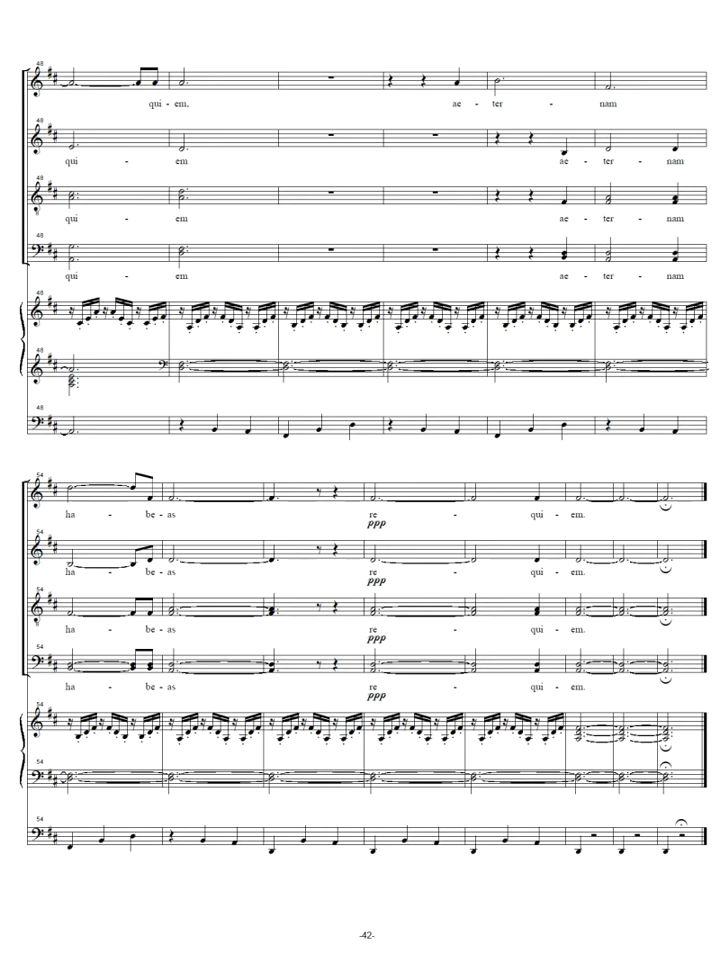 48
qui - em. ae - ter - nam
48
qui - em ae - ter - nam
48
qui - em ae - ter - nam
48
qui - em ae - ter - nam
48
48
48
54
ha - be - as re - qui - em.
ppp
54
ha - be - as re - qui - em.
ppp
54
ha - be - as re - qui - em.
ppp
54
ha - be - as re - qui - em.
ppp
54
54
54
-42-